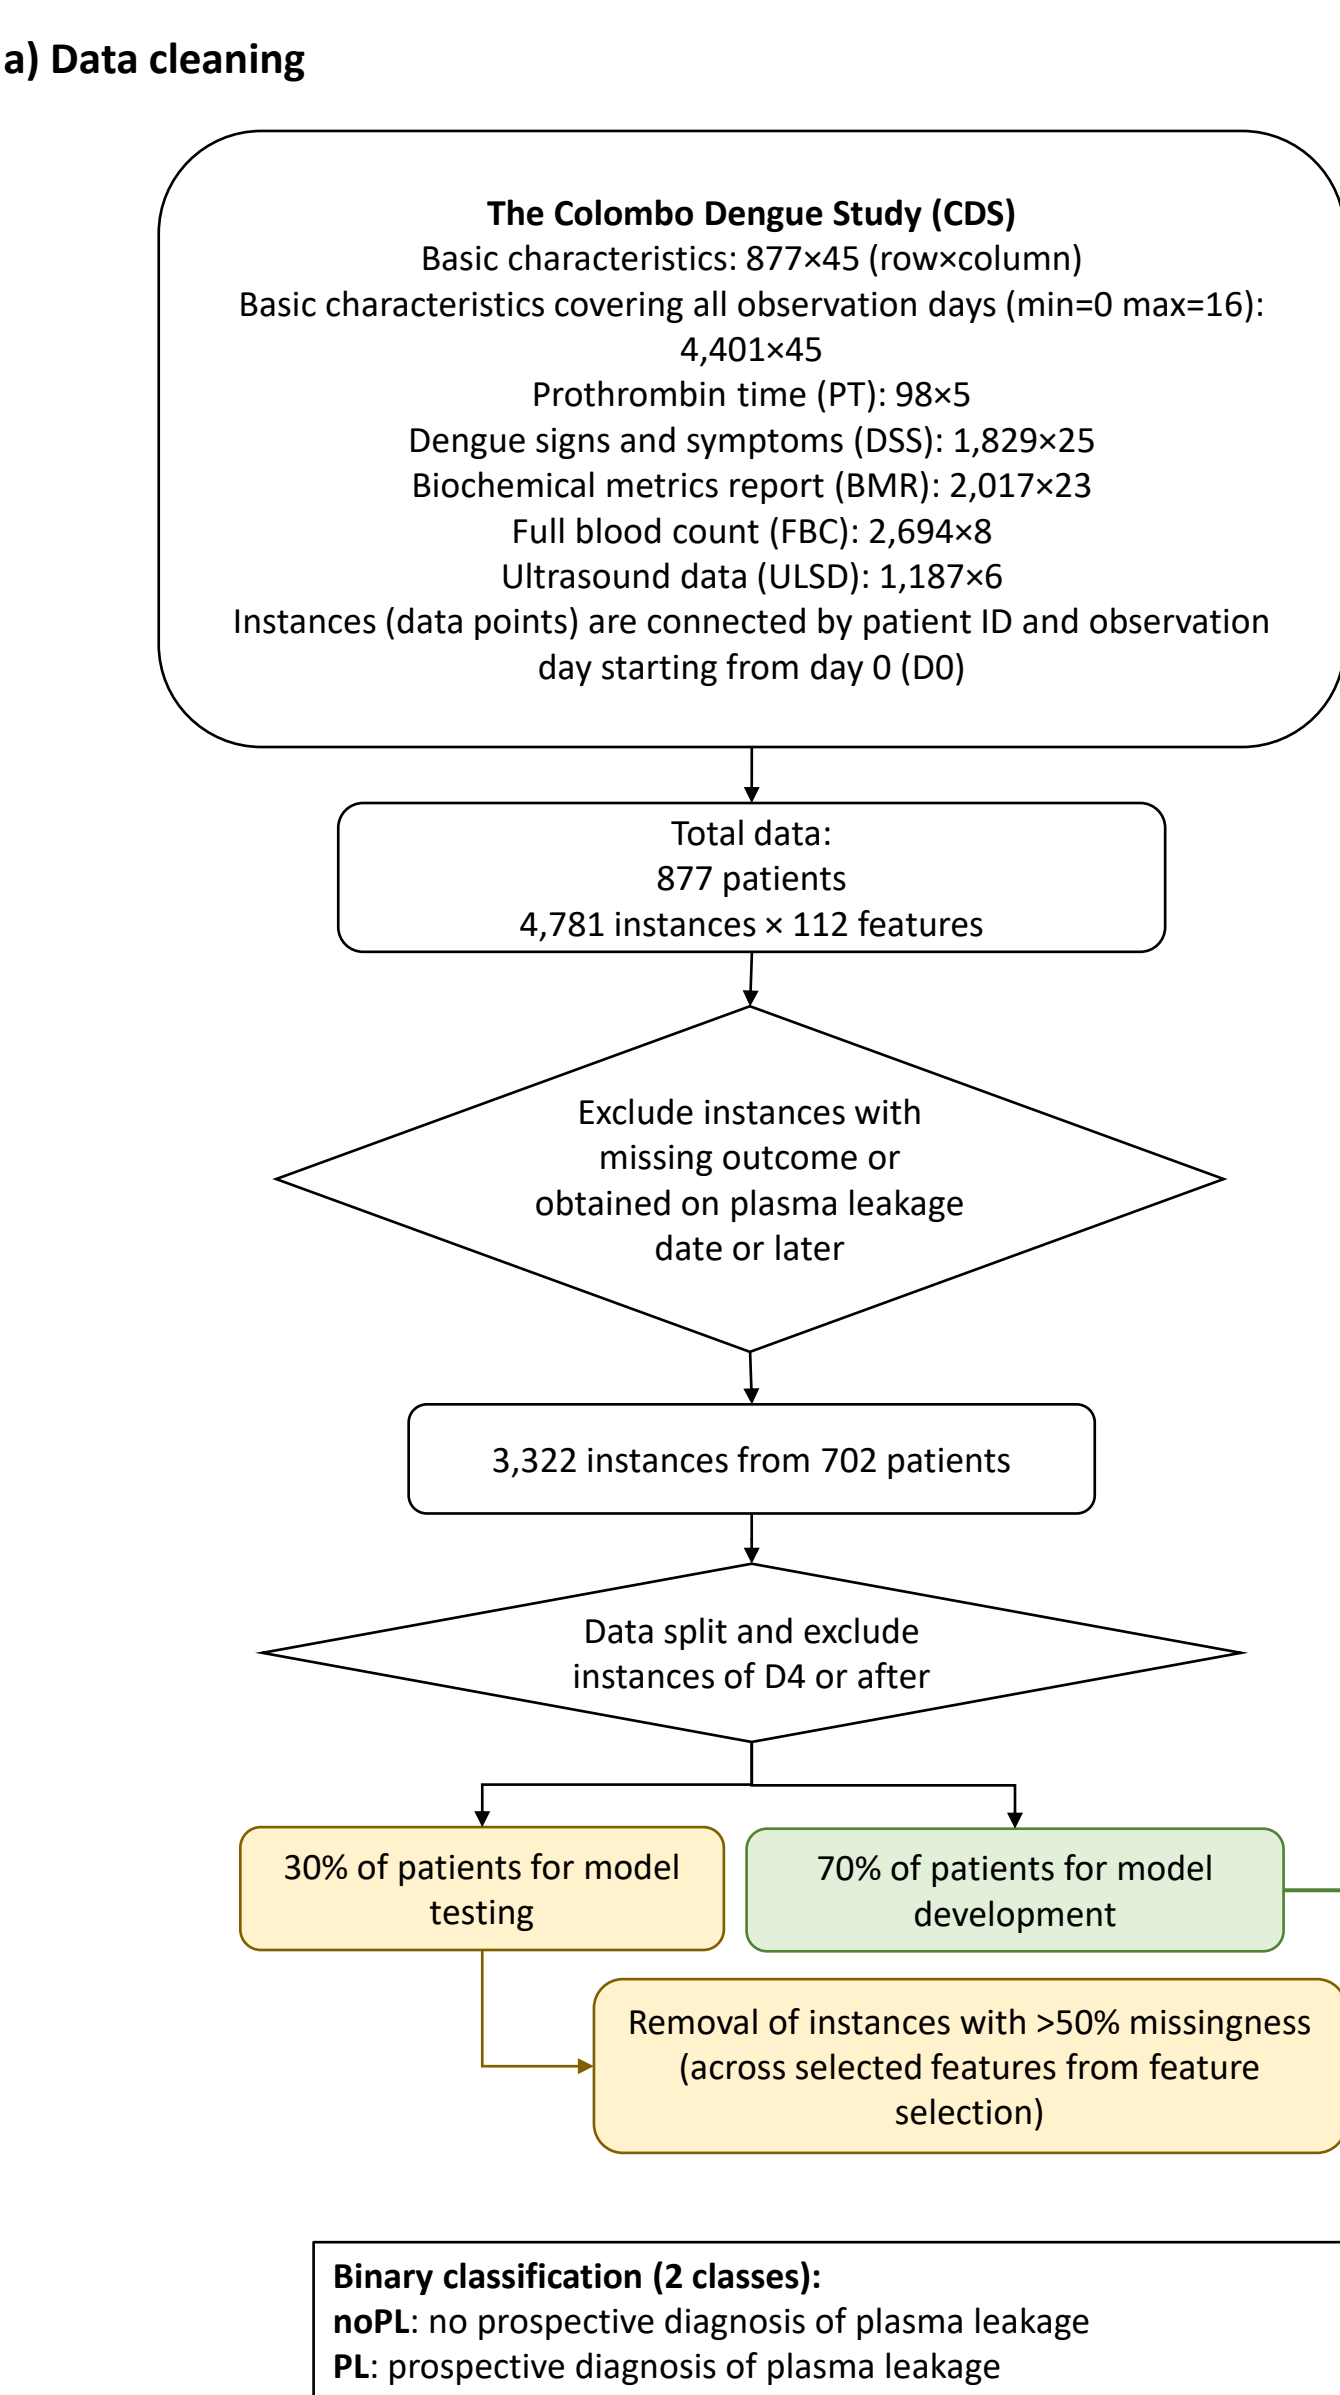 a) Data cleaning
The Colombo Dengue Study (CDS)
Basic characteristics: 877×45 (row×column)
Basic characteristics covering all observation days (min=0 max=16):
4,401×45
Prothrombin time (PT): 98×5
Dengue signs and symptoms (DSS): 1,829×25
Biochemical metrics report (BMR): 2,017×23
Full blood count (FBC): 2,694×8
Ultrasound data (ULSD): 1,187×6
Instances (data points) are connected by patient ID and observation
day starting from day 0 (D0)
Total data:
877 patients
4,781 instances × 112 features
Exclude instances with
missing outcome or
obtained on plasma leakage
date or later
3,322 instances from 702 patients
Data split and exclude
instances of D4 or after
30% of patients for model
testing
70% of patients for model
development
Removal of instances with >50% missingness
(across selected features from feature
selection)
Binary classification (2 classes):
noPL: no prospective diagnosis of plasma leakage
PL: prospective diagnosis of plasma leakage